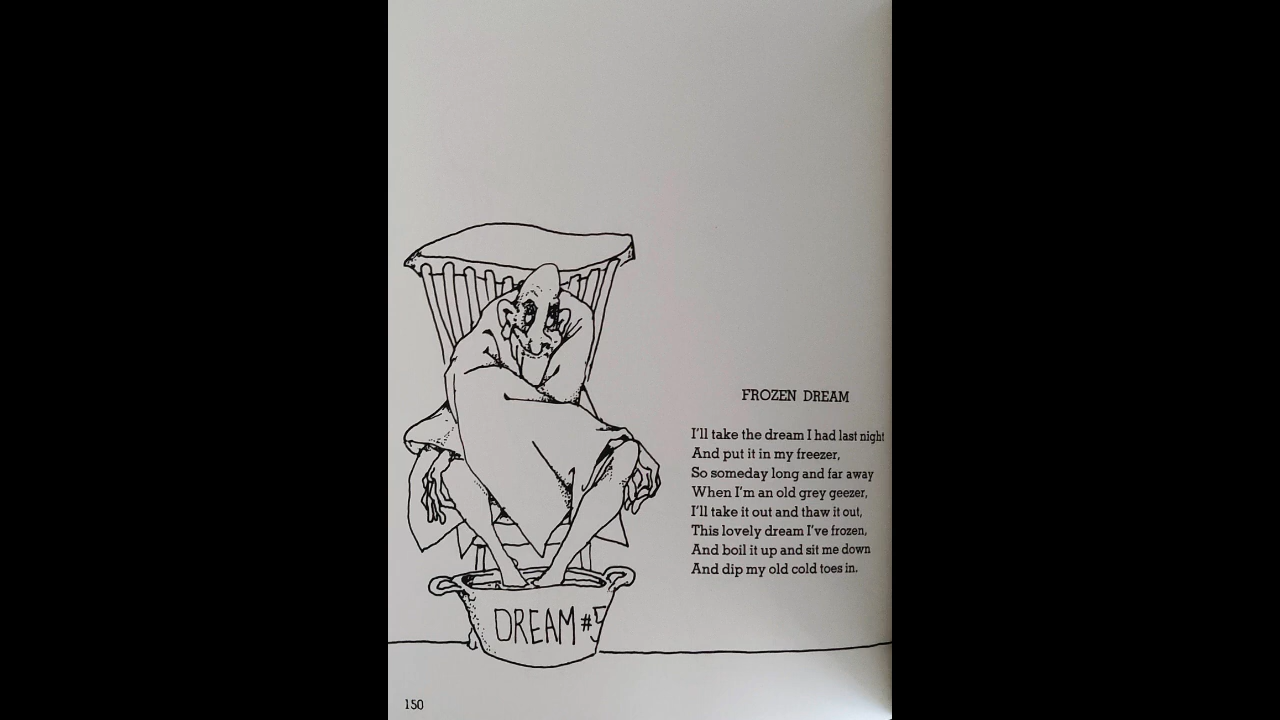 FROZEN DREAM
I'll take the dream I had last night
And put it in my freezer,
So someday long and far away
When I'm an old grey geezer,
I'll take it out and thaw it out,
This lovely dream I've frozen,
And boil it up and sit me down
And dip my old cold toes in.
DREAM #5
150